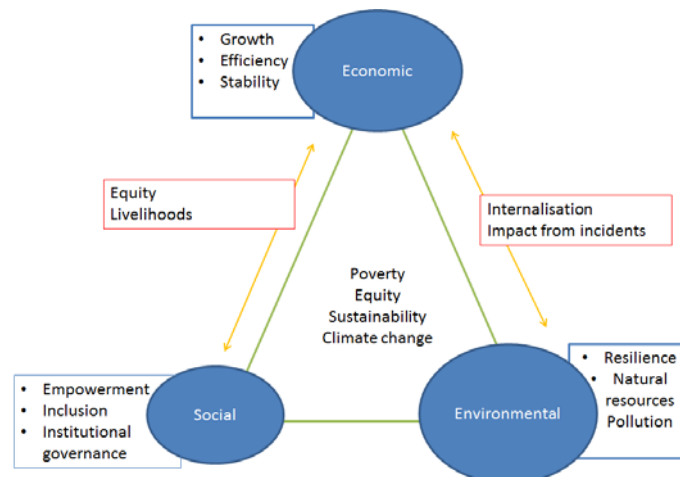 • Growth
• Efficiency
• Stability
Economic
Equity
Livelihoods
Internalisation
Impact from incidents
Poverty
Equity
Sustainability
Climate change
• Empowerment
• Inclusion
• Institutional
governance
Social
Environmental
• Resilience
• Natural
resources
Pollution